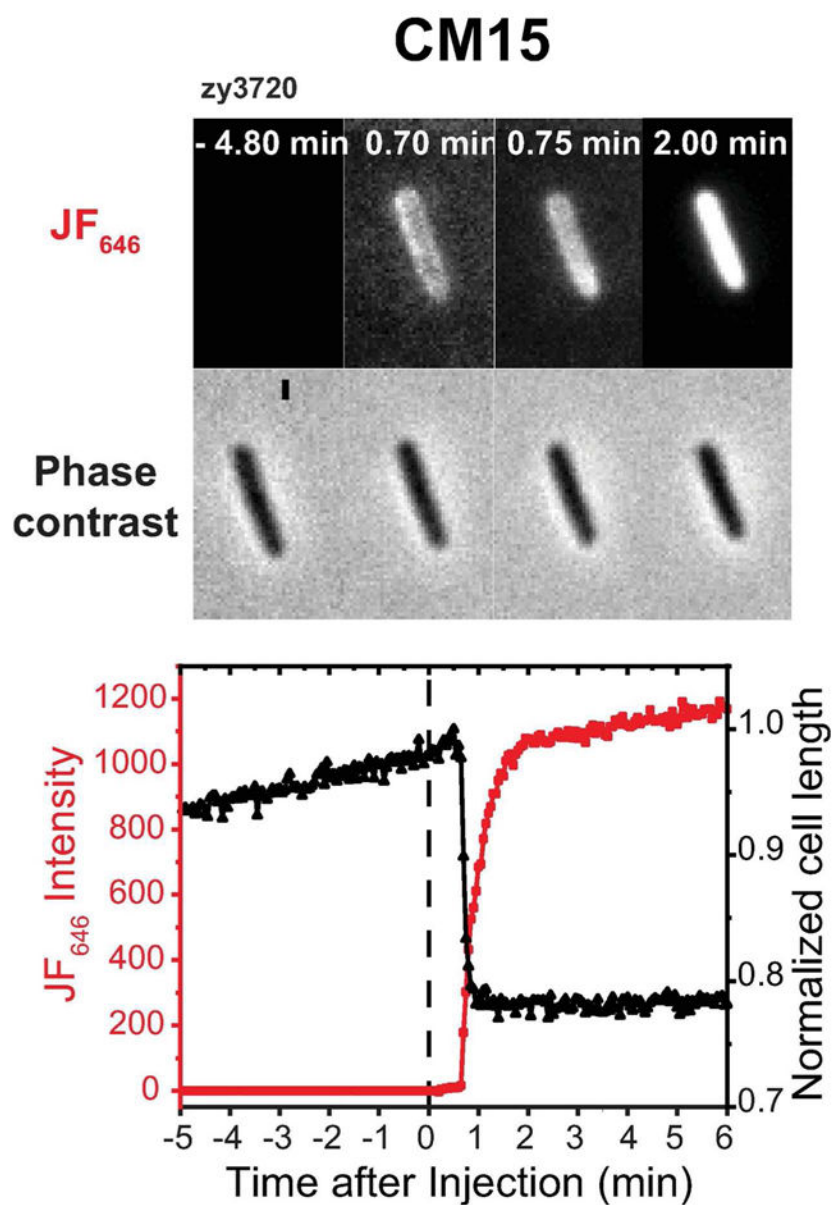 CM15
zy3720
- 4.80 min 0.70 min 0.75 min 2.00 min
JF646
Phase
contrast
1200
1000
800
600
400
200
0
JF646 Intensity
1.0
0.9
0.8
0.7
Normalized cell length
-5 -4 -3 -2 -1 0 1 2 3 4 5 6
Time after Injection (min)